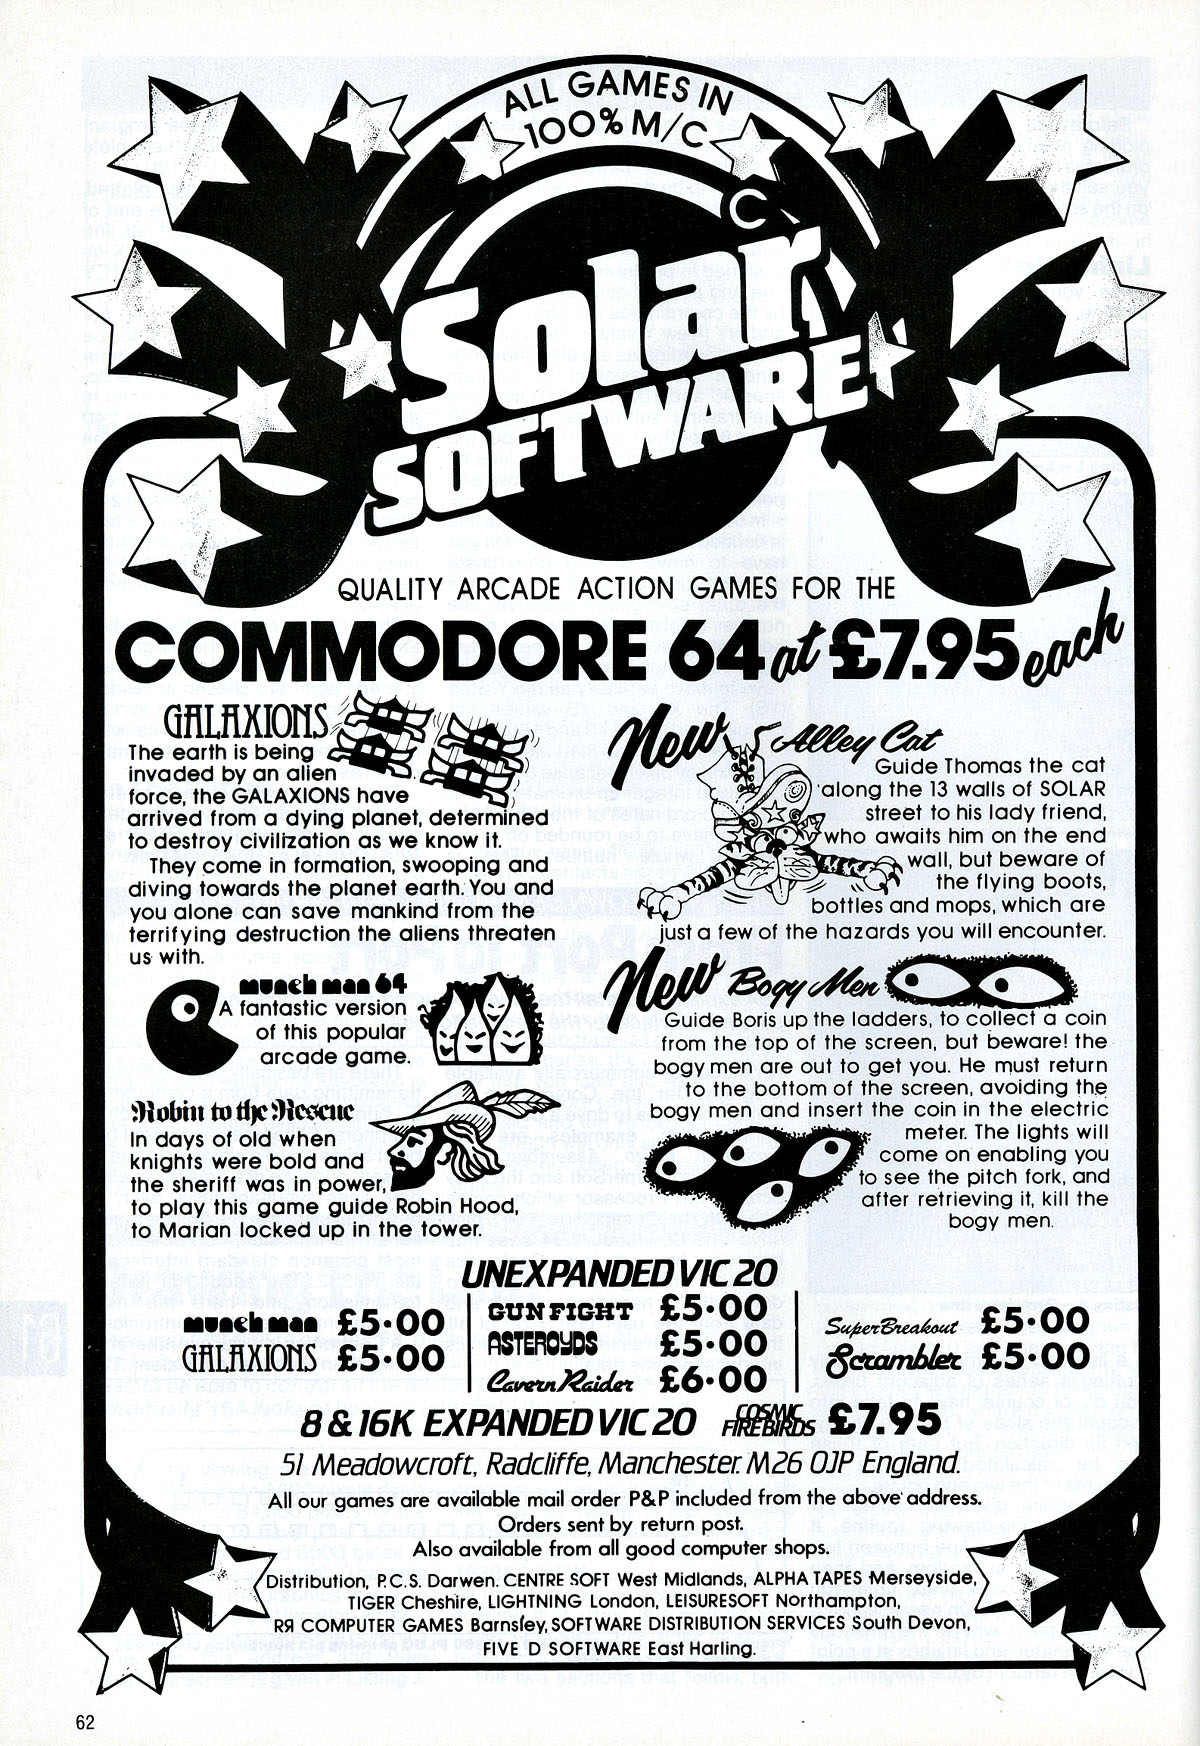 ALL GAMES IN
100% M/C
Solar
SOFTWARE
QUALITY ARCADE ACTION GAMES FOR THE
COMMODORE 64 at £7.95 each
GALAXIONS
The earth is being
invaded by an alien
force, the GALAXIONS have
arrived from a dying planet, determined
to destroy civilization as we know it.
They come in formation, swooping and
diving towards the planet earth. You and
you alone can save mankind from the
terrifying destruction the aliens threaten
us with.
munch man 64
A fantastic version
of this popular
arcade game.
Robin to the Rescue
In days of old when
knights were bold and
the sheriff was in power,
to play this game guide Robin Hood,
to Marian locked up in the tower.
New Alley Cat
Guide Thomas the cat
along the 13 walls of SOLAR
street to his lady friend,
who awaits him on the end
wall, but beware of
the flying boots,
bottles and mops, which are
just a few of the hazards you will encounter.
New Bogy Men
Guide Boris up the ladders, to collect a coin
from the top of the screen, but beware! the
bogy men are out to get you. He must return
to the bottom of the screen, avoiding the
bogy men and insert the coin in the electric
meter. The lights will
come on enabling you
to see the pitch fork, and
after retrieving it, kill the
bogy men.
UNEXPANDED VIC 20
munch man £5·00
GALAXIONS £5·00
GUN FIGHT £5·00
ASTEROYDS £5·00
Cavern Raider £6·00
Super Breakout £5·00
Scrambler £5·00
8 & 16K EXPANDED VIC 20 COSMIC FIREBIRDS £7.95
51 Meadowcroft, Radcliffe, Manchester. M26 0JP England.
All our games are available mail order P&P included from the above address.
Orders sent by return post.
Also available from all good computer shops.
Distribution, P.C.S. Darwen. CENTRE SOFT West Midlands, ALPHA TAPES Merseyside,
TIGER Cheshire, LIGHTNING London, LEISURESOFT Northampton,
RЯ COMPUTER GAMES Barnsley, SOFTWARE DISTRIBUTION SERVICES South Devon,
FIVE D SOFTWARE East Harling.
62